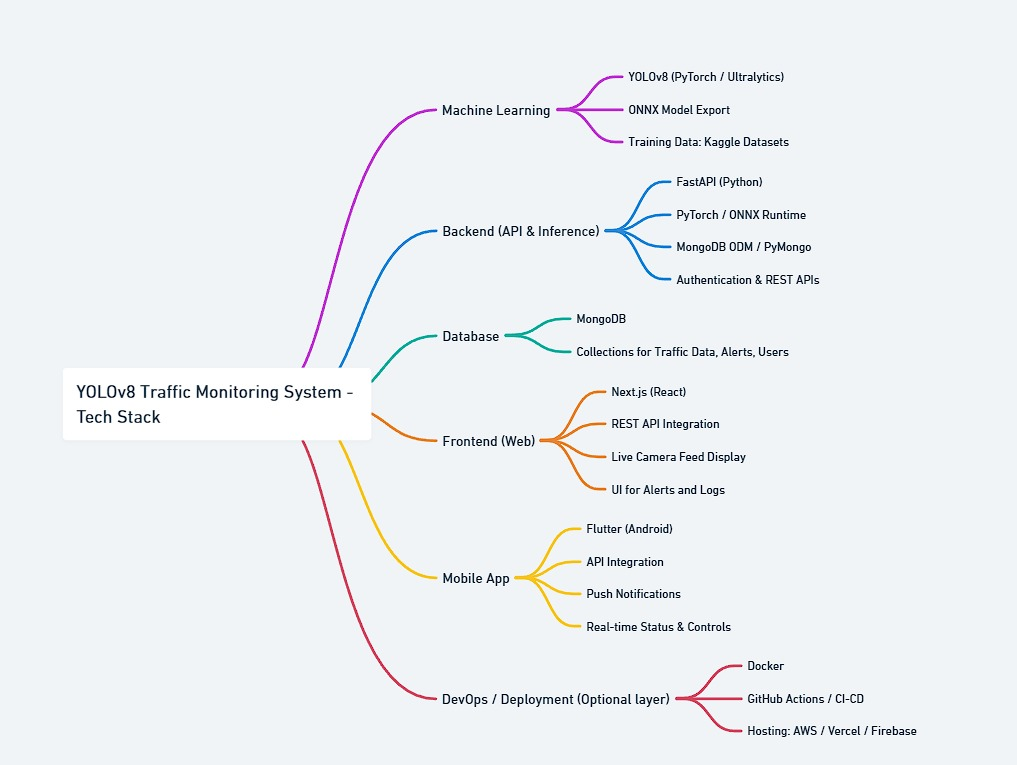 YOLOv8 Traffic Monitoring System -
Tech Stack
Machine Learning
YOLOv8 (PyTorch / Ultralytics)
ONNX Model Export
Training Data: Kaggle Datasets
Backend (API & Inference)
FastAPI (Python)
PyTorch / ONNX Runtime
MongoDB ODM / PyMongo
Authentication & REST APIs
Database
MongoDB
Collections for Traffic Data, Alerts, Users
Frontend (Web)
Next.js (React)
REST API Integration
Live Camera Feed Display
UI for Alerts and Logs
Mobile App
Flutter (Android)
API Integration
Push Notifications
Real-time Status & Controls
DevOps / Deployment (Optional layer)
Docker
GitHub Actions / CI-CD
Hosting: AWS / Vercel / Firebase